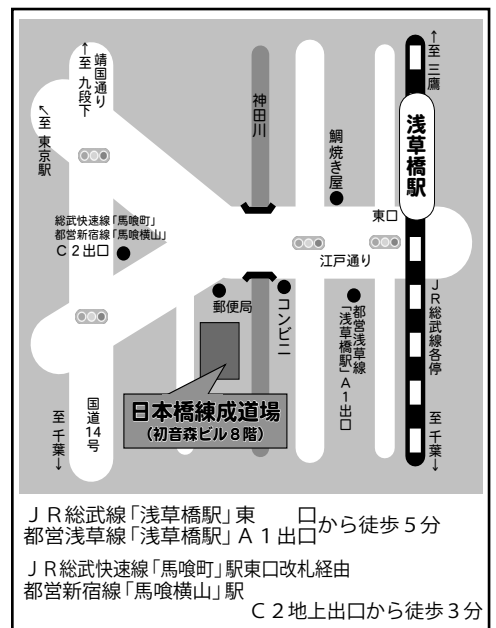 ↑至 九段下
靖国通り
↑至 三鷹
↖至 東京駅
神田川
鯛焼き屋
浅草橋駅
東口
総武快速線「馬喰町」
都営新宿線「馬喰横山」
C2出口
江戸通り
郵便局
コンビニ
都営浅草線
「浅草橋駅」A1出口
JR総武線各停
日本橋練成道場
(初音森ビル8階)
国道14号
至 千葉↓
至 千葉↓
JR総武線「浅草橋駅」東 口
都営浅草線「浅草橋駅」A1出口から徒歩5分
JR総武快速線「馬喰町」駅東口改札経由
都営新宿線「馬喰横山」駅
C2地上出口から徒歩3分